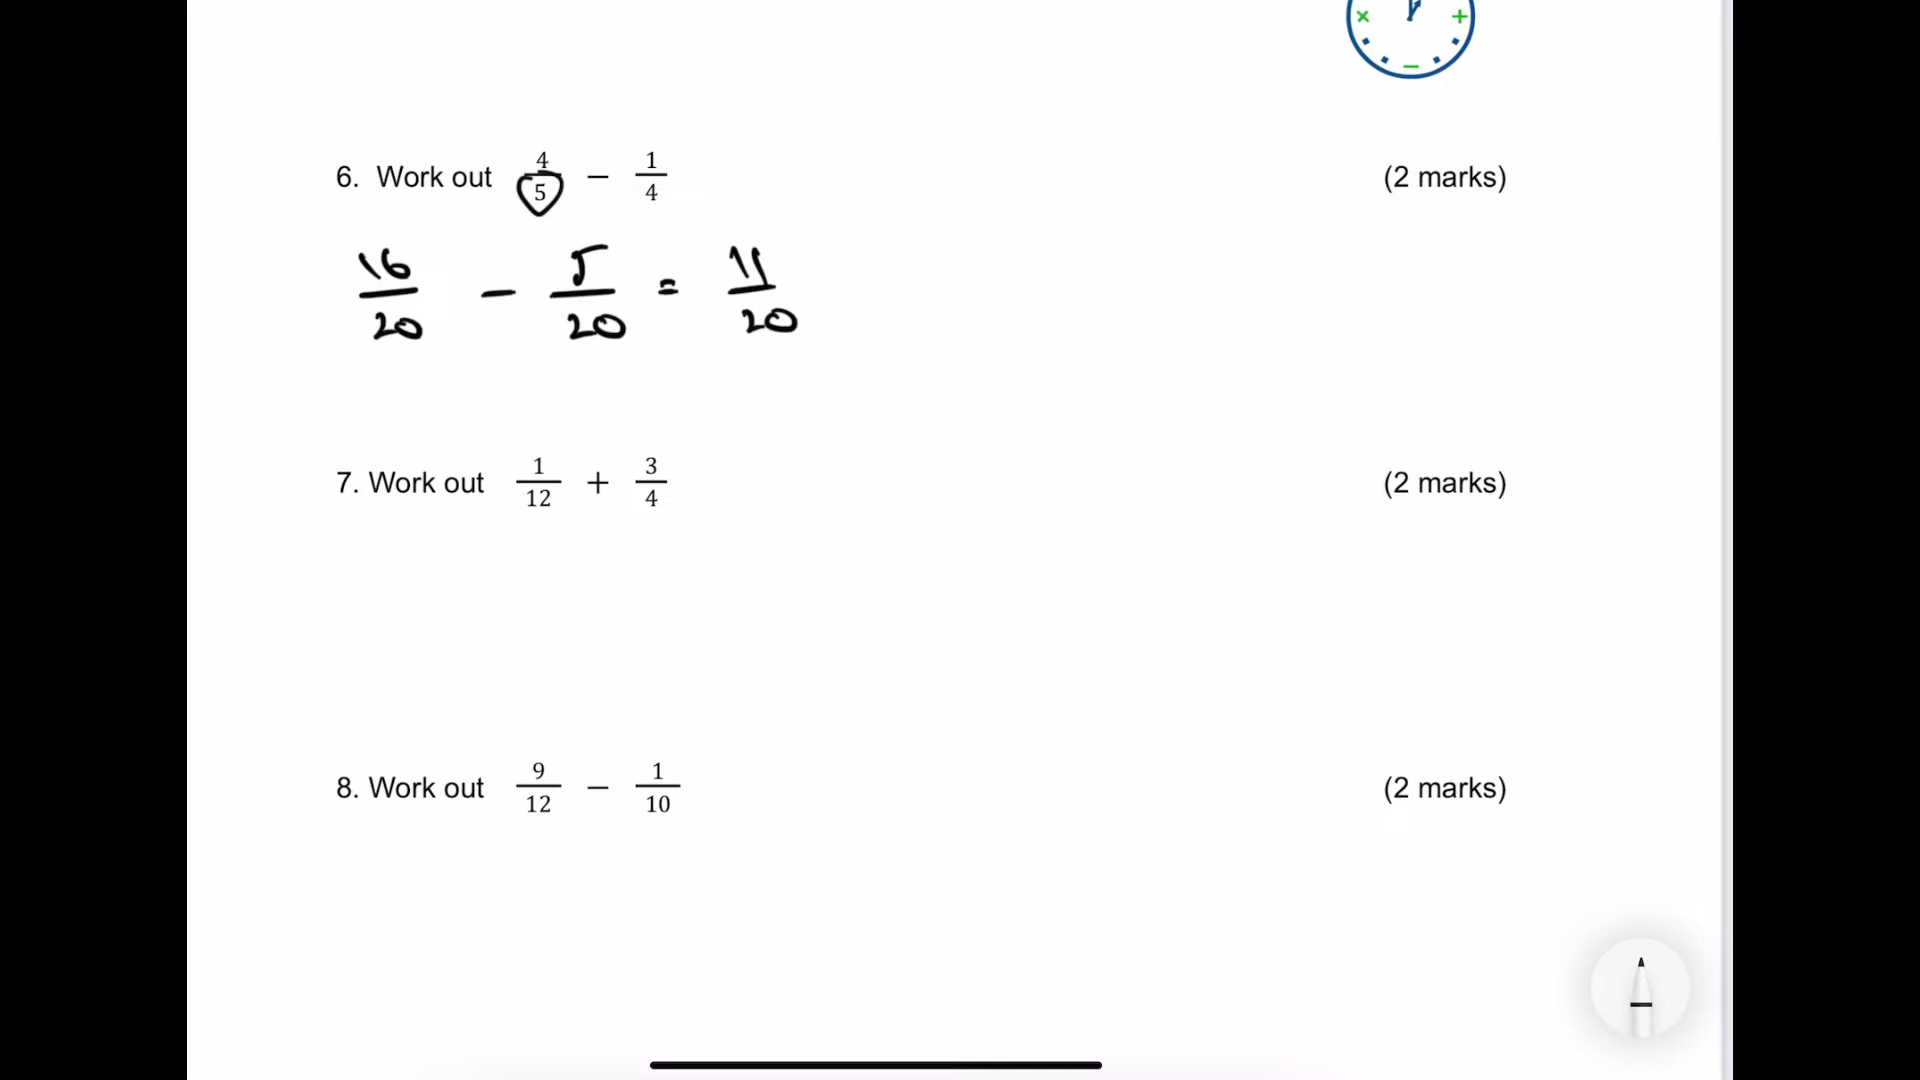 × +
−
6. Work out 4/5 − 1/4 (2 marks)
16/20 − 5/20 = 11/20
7. Work out 1/12 + 3/4 (2 marks)
8. Work out 9/12 − 1/10 (2 marks)